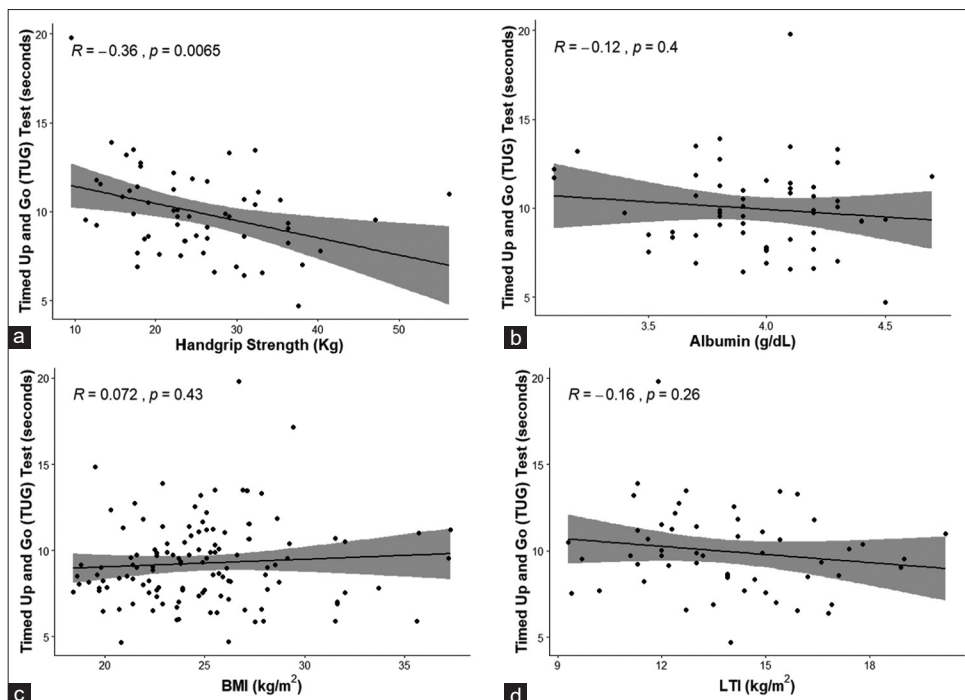 R = −0.36 , p = 0.0065
Timed Up and Go (TUG) Test (seconds)
20
15
10
5
10 20 30 40 50
Handgrip Strength (Kg)
a
R = −0.12 , p = 0.4
Timed Up and Go (TUG) Test (seconds)
20
15
10
5
3.5 4.0 4.5
Albumin (g/dL)
b
R = 0.072 , p = 0.43
Timed Up and Go (TUG) Test (seconds)
20
15
10
5
20 25 30 35
BMI (kg/m²)
c
R = −0.16 , p = 0.26
Timed Up and Go (TUG) Test (seconds)
20
15
10
5
9 12 15 18
LTI (kg/m²)
d